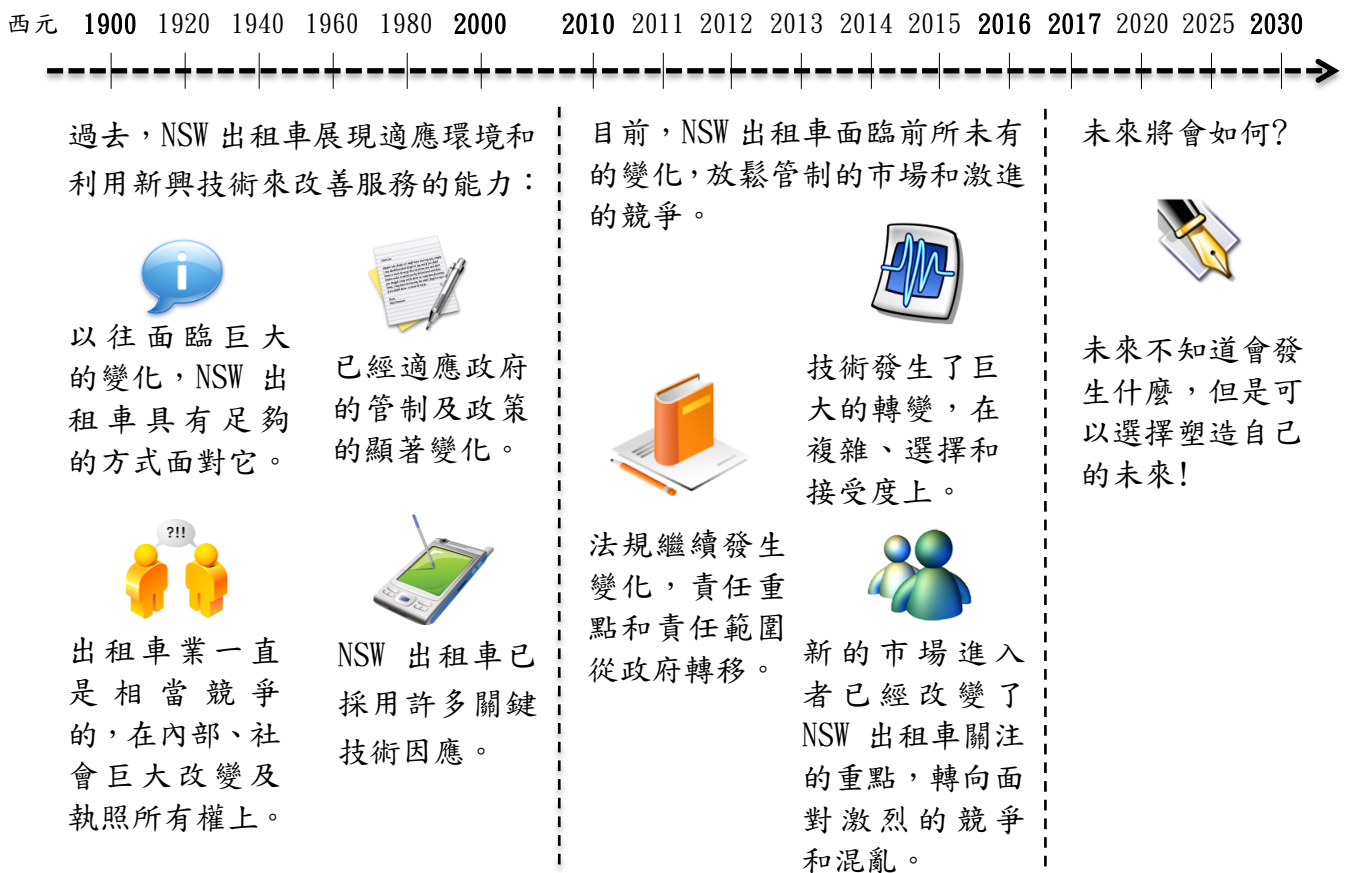 西元 1900 1920 1940 1960 1980 2000 2010 2011 2012 2013 2014 2015 2016 2017 2020 2025 2030
過去，NSW 出租車展現適應環境和
利用新興技術來改善服務的能力：
以往面臨巨大
的變化，NSW 出
租車具有足夠
的方式面對它。
已經適應政府
的管制及政策
的顯著變化。
?!!
出租車業一直
是相當競爭
的，在內部、社
會巨大改變及
執照所有權上。
NSW 出租車已
採用許多關鍵
技術因應。
目前，NSW 出租車面臨前所未有
的變化，放鬆管制的市場和激進
的競爭。
法規繼續發生
變化，責任重
點和責任範圍
從政府轉移。
技術發生了巨
大的轉變，在
複雜、選擇和
接受度上。
新的市場進入
者已經改變了
NSW 出租車關注
的重點，轉向面
對激烈的競爭
和混亂。
未來將會如何?
未來不知道會發
生什麼，但是可
以選擇塑造自己
的未來!